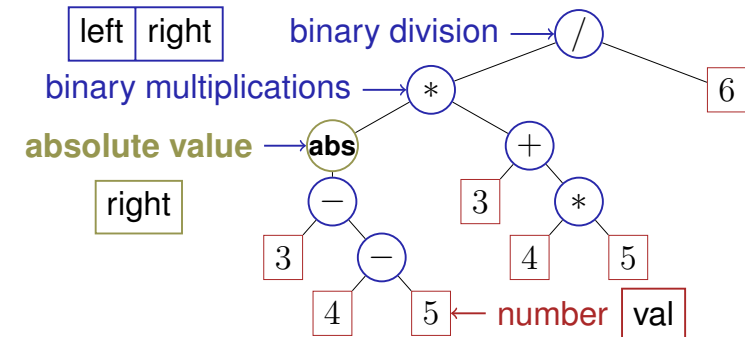 left right binary division /
binary multiplications * 6
absolute value abs +
right − 3 *
3 − 4 5
4 5 number val